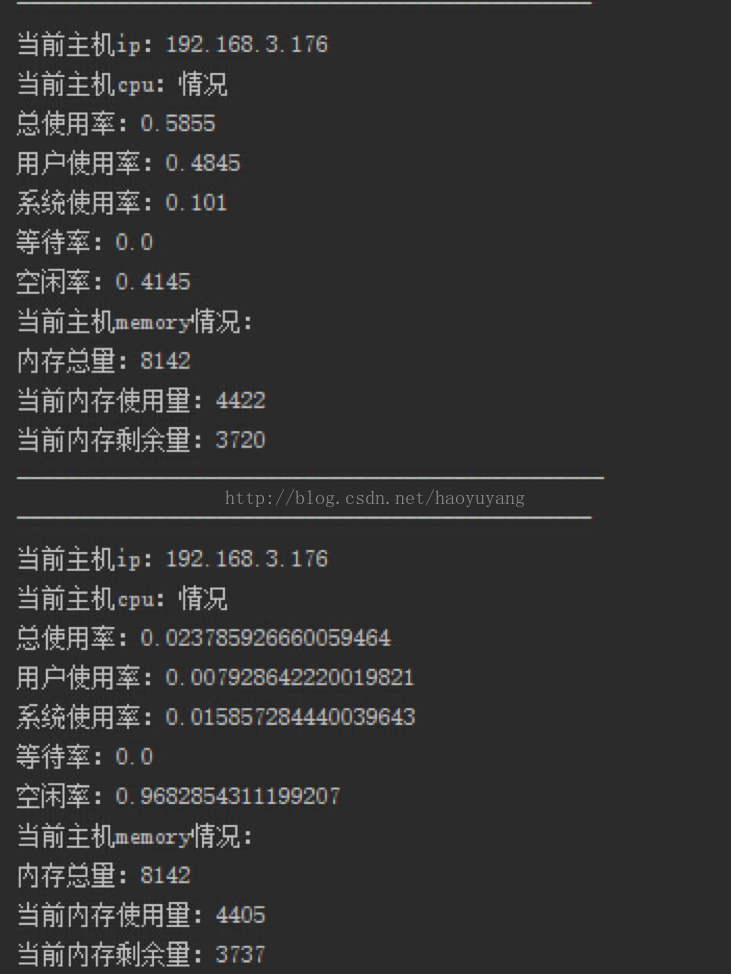 当前主机ip：192.168.3.176
当前主机cpu：情况
总使用率：0.5855
用户使用率：0.4845
系统使用率：0.101
等待率：0.0
空闲率：0.4145
当前主机memory情况：
内存总量：8142
当前内存使用量：4422
当前内存剩余量：3720
http://blog.csdn.net/haoyuyang
当前主机ip：192.168.3.176
当前主机cpu：情况
总使用率：0.023785926660059464
用户使用率：0.007928642220019821
系统使用率：0.015857284440039643
等待率：0.0
空闲率：0.9682854311199207
当前主机memory情况：
内存总量：8142
当前内存使用量：4405
当前内存剩余量：3737